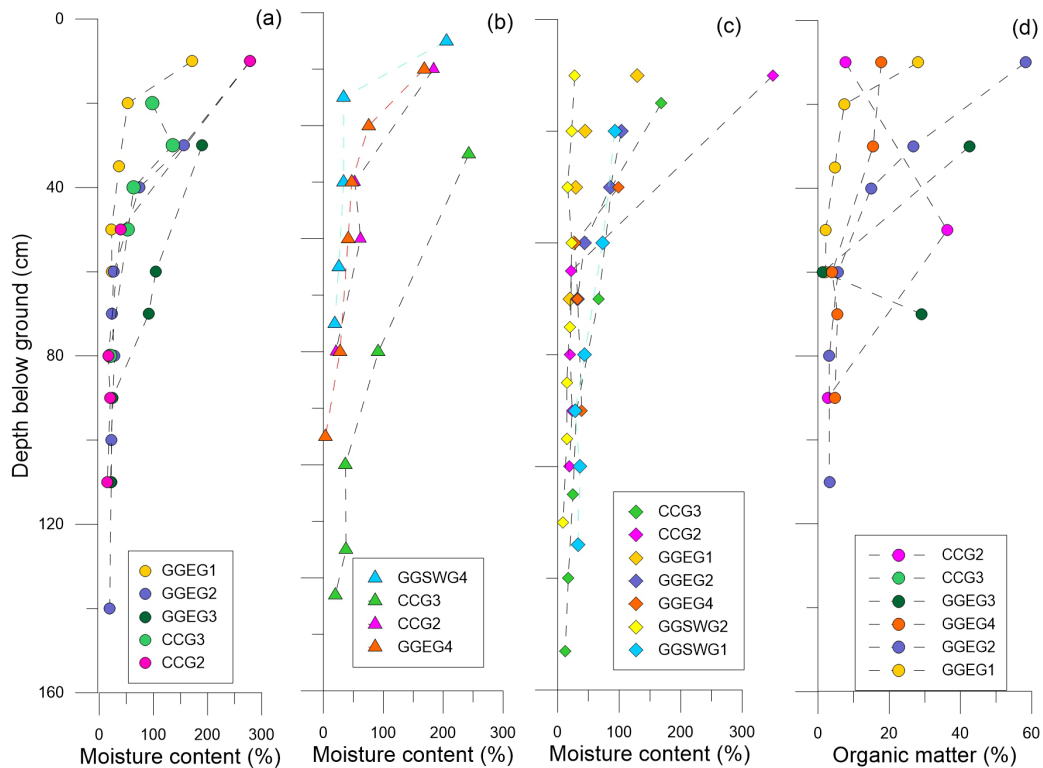 (a)
(b)
(c)
(d)
Depth below ground (cm)
0
40
80
120
160
GGEG1
GGEG2
GGEG3
CCG3
CCG2
0 100 200 300
Moisture content (%)
GGSWG4
CCG3
CCG2
GGEG4
0 100 200 300
Moisture content (%)
CCG3
CCG2
GGEG1
GGEG2
GGEG4
GGSWG2
GGSWG1
0 100 200 300
Moisture content (%)
CCG2
CCG3
GGEG3
GGEG4
GGEG2
GGEG1
0 20 40 60
Organic matter (%)